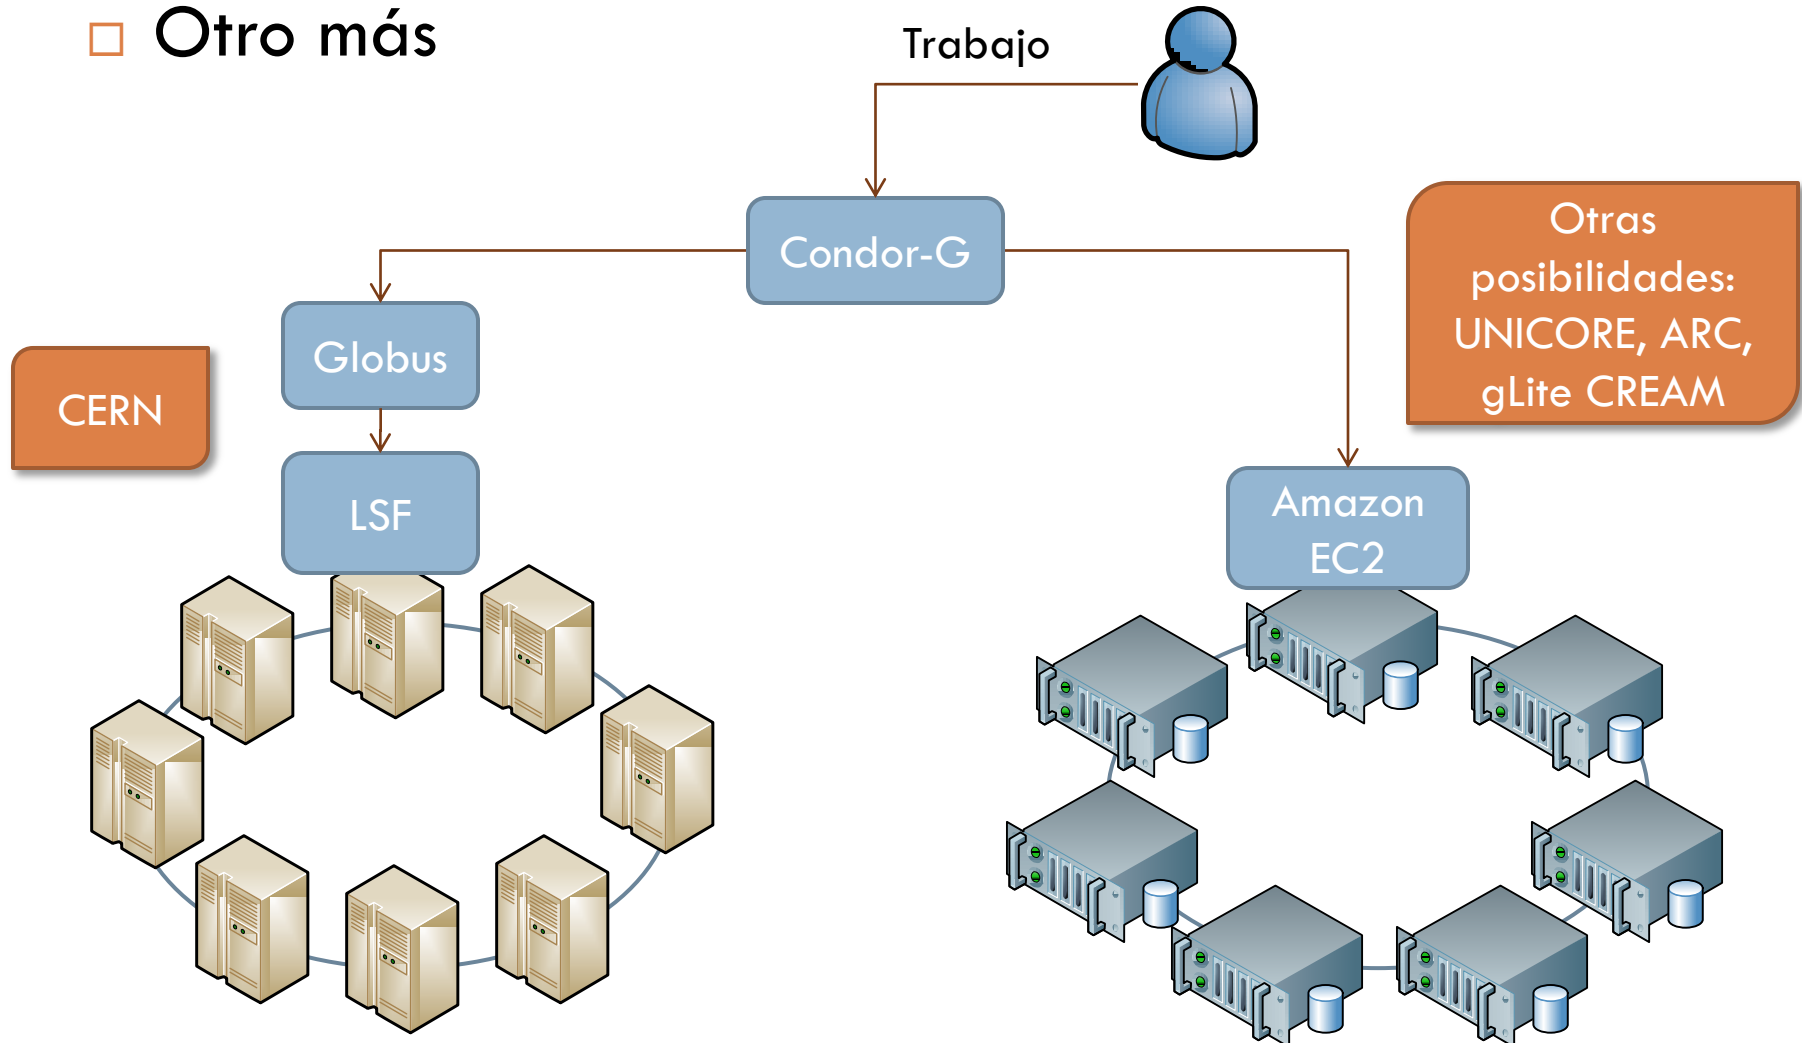 Otro más
Trabajo
Condor-G
Otras
posibilidades:
UNICORE, ARC,
gLite CREAM
Globus
CERN
LSF
Amazon
EC2